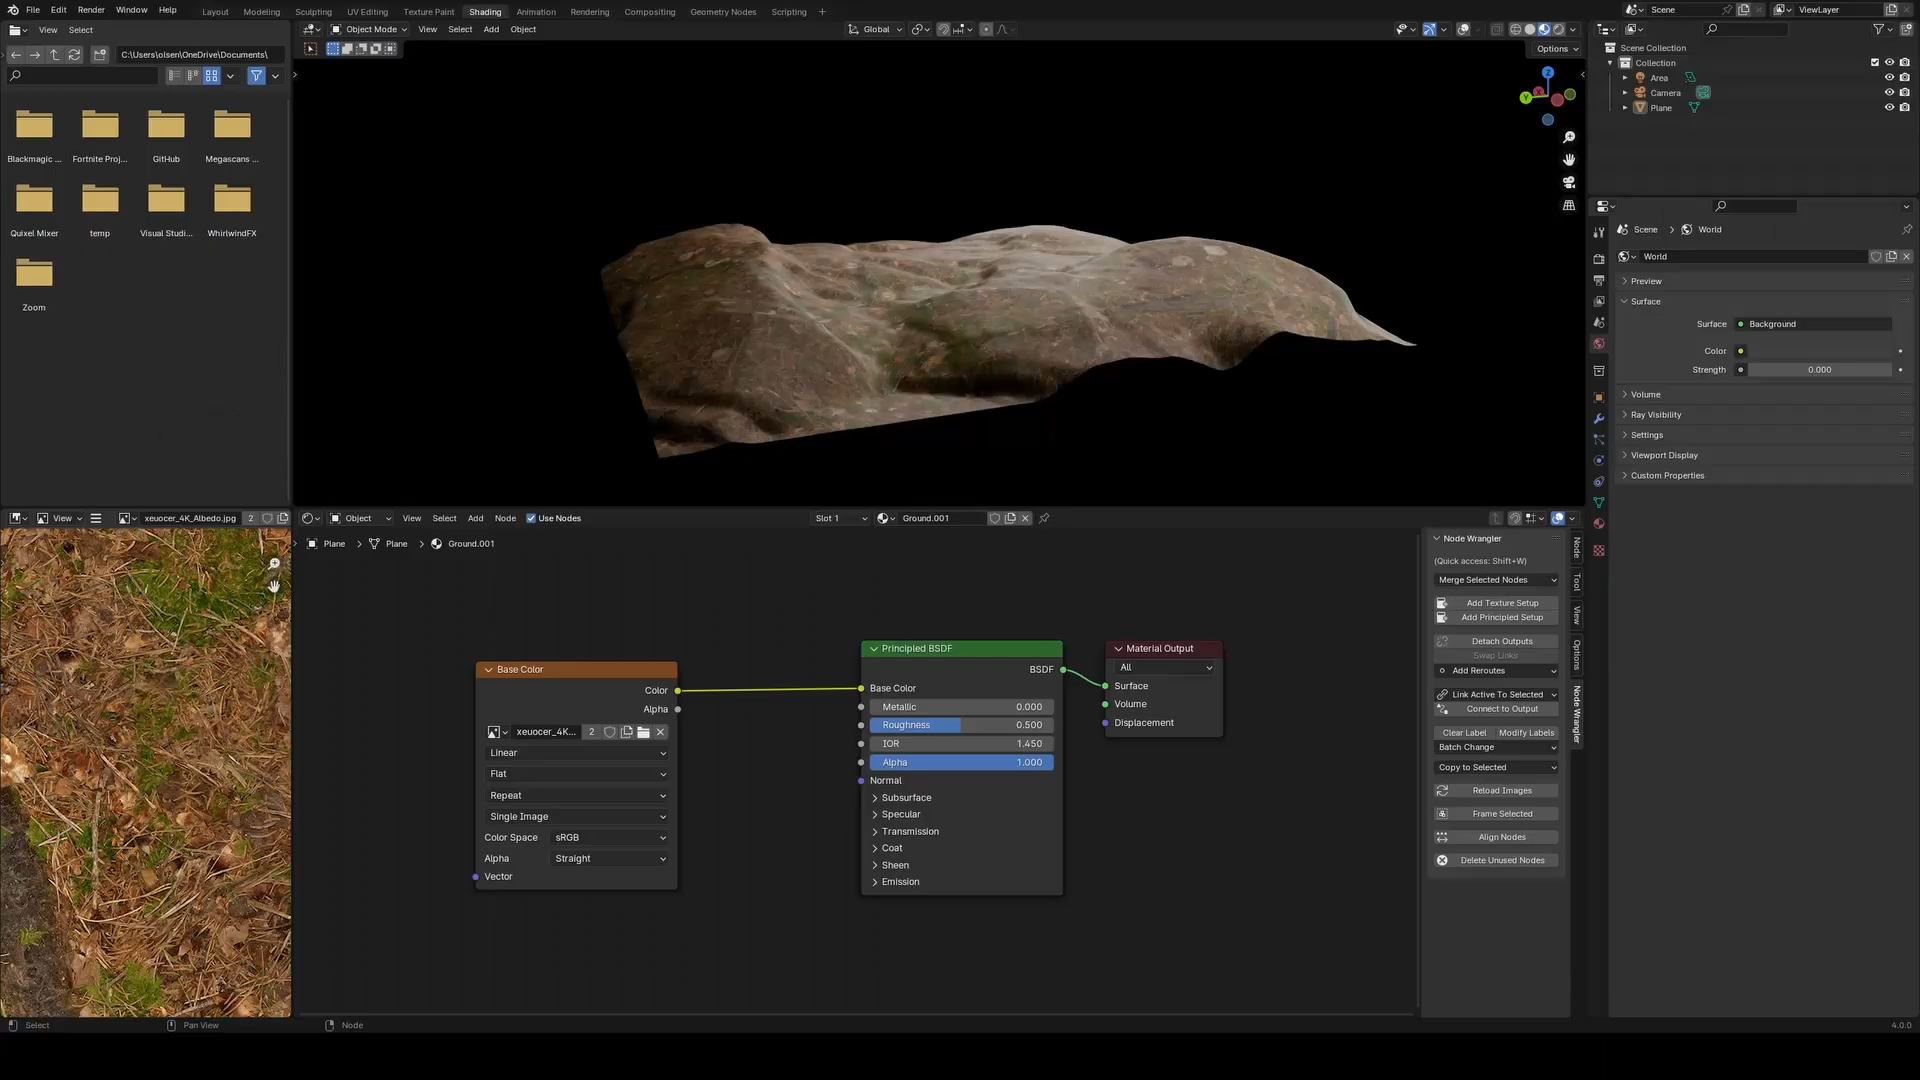 File Edit Render Window Help
Layout Modeling Sculpting UV Editing Texture Paint Shading Animation Rendering Compositing Geometry Nodes Scripting +
Scene
ViewLayer
View Select
Object Mode View Select Add Object
Global
Options
C:\Users\olsen\OneDrive\Documents\
Blackmagic ... Fortnite Proj... GitHub Megascans ...
Quixel Mixer temp Visual Studi... WhirlwindFX
Zoom
Z
Y
X
Scene Collection
Collection
Area
Camera
Plane
Scene > World
World
Preview
Surface
Surface Background
Color
Strength 0.000
Volume
Ray Visibility
Settings
Viewport Display
Custom Properties
View xeuocer_4K_Albedo.jpg 2
Object View Select Add Node Use Nodes Slot 1 Ground.001
Plane > Plane > Ground.001
Base Color
Color
Alpha
xeuocer_4K... 2
Linear
Flat
Repeat
Single Image
Color Space sRGB
Alpha Straight
Vector
Principled BSDF
BSDF
Base Color
Metallic 0.000
Roughness 0.500
IOR 1.450
Alpha 1.000
Normal
Subsurface
Specular
Transmission
Coat
Sheen
Emission
Material Output
All
Surface
Volume
Displacement
Node Wrangler
(Quick access: Shift+W)
Merge Selected Nodes
Add Texture Setup
Add Principled Setup
Detach Outputs
Swap Links
Add Reroutes
Link Active To Selected
Connect to Output
Clear Label Modify Labels
Batch Change
Copy to Selected
Reload Images
Frame Selected
Align Nodes
Delete Unused Nodes
Node
Tool
View
Options
Node Wrangler
Select Pan View Node
4.0.0